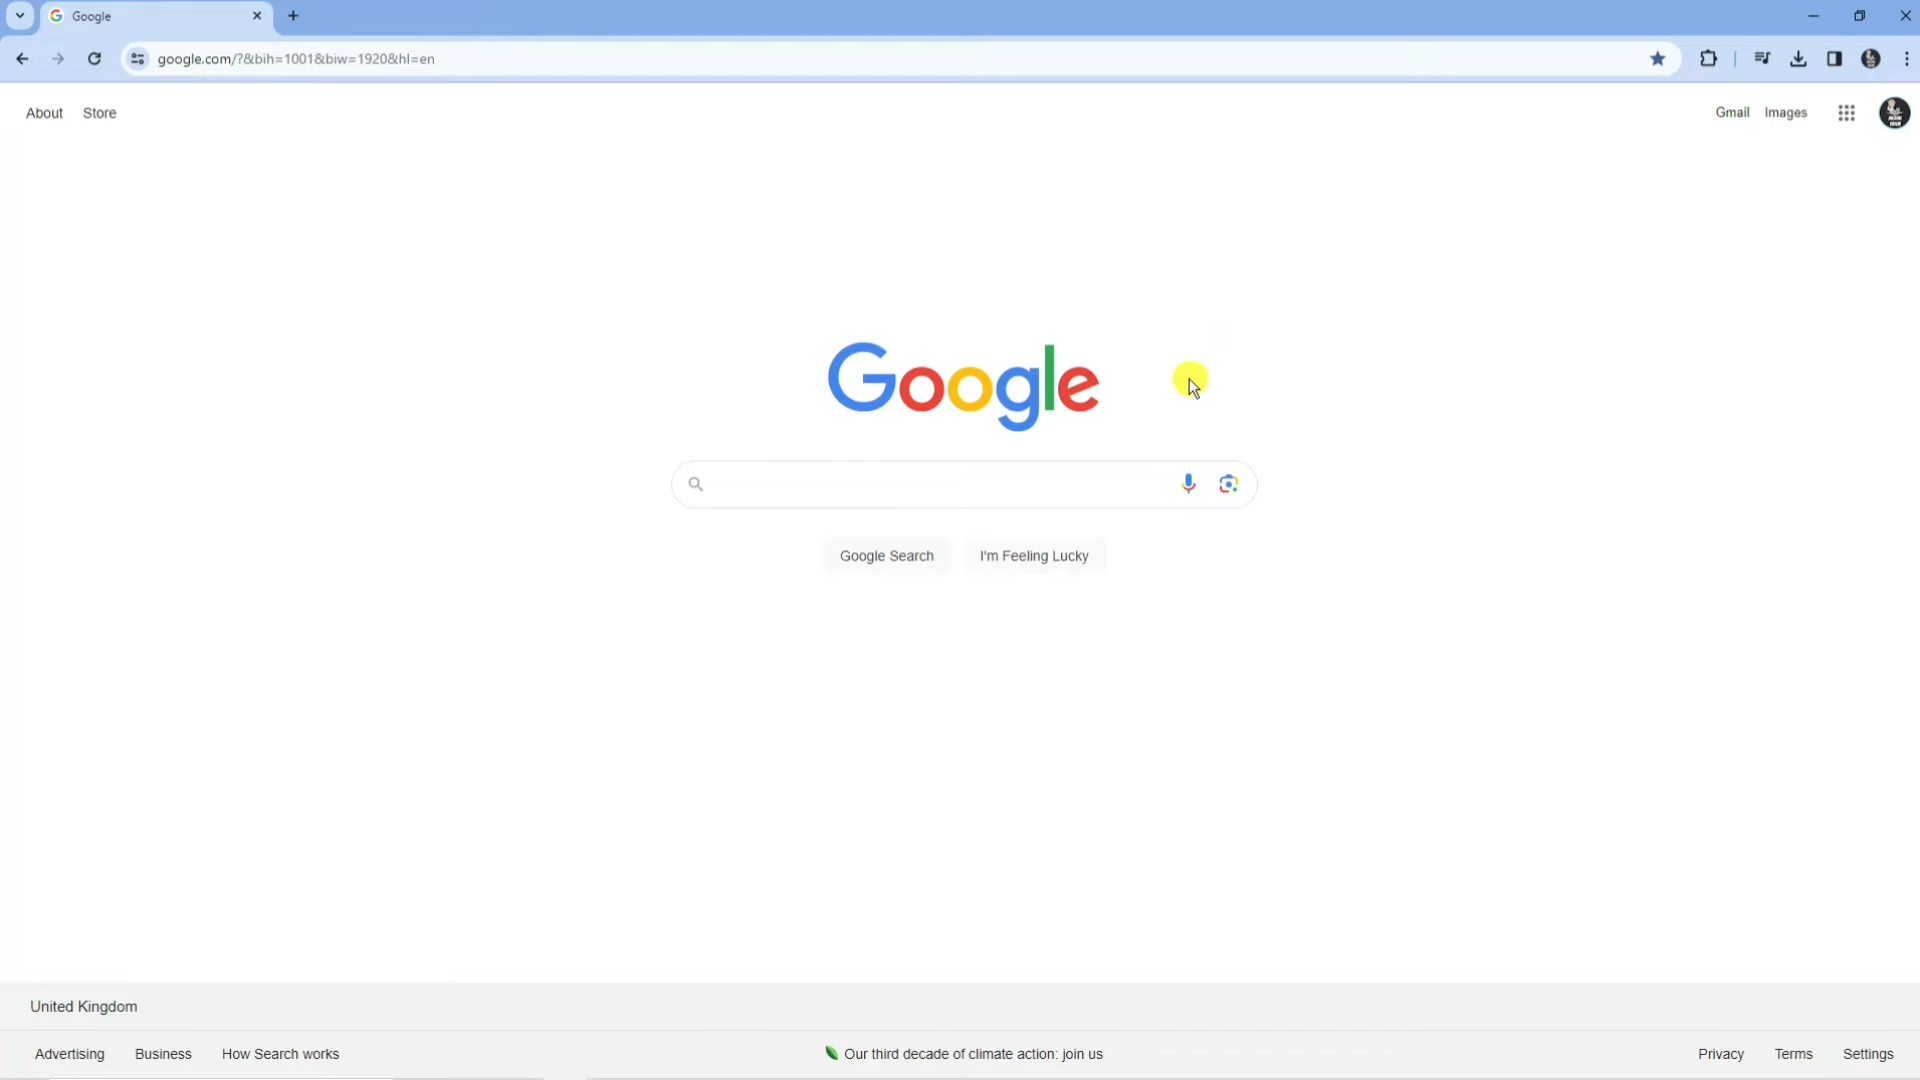 Google
google.com/?&bih=1001&biw=1920&hl=en
About Store
Gmail Images
Google
Google Search I'm Feeling Lucky
United Kingdom
Advertising Business How Search works
Our third decade of climate action: join us
Privacy Terms Settings